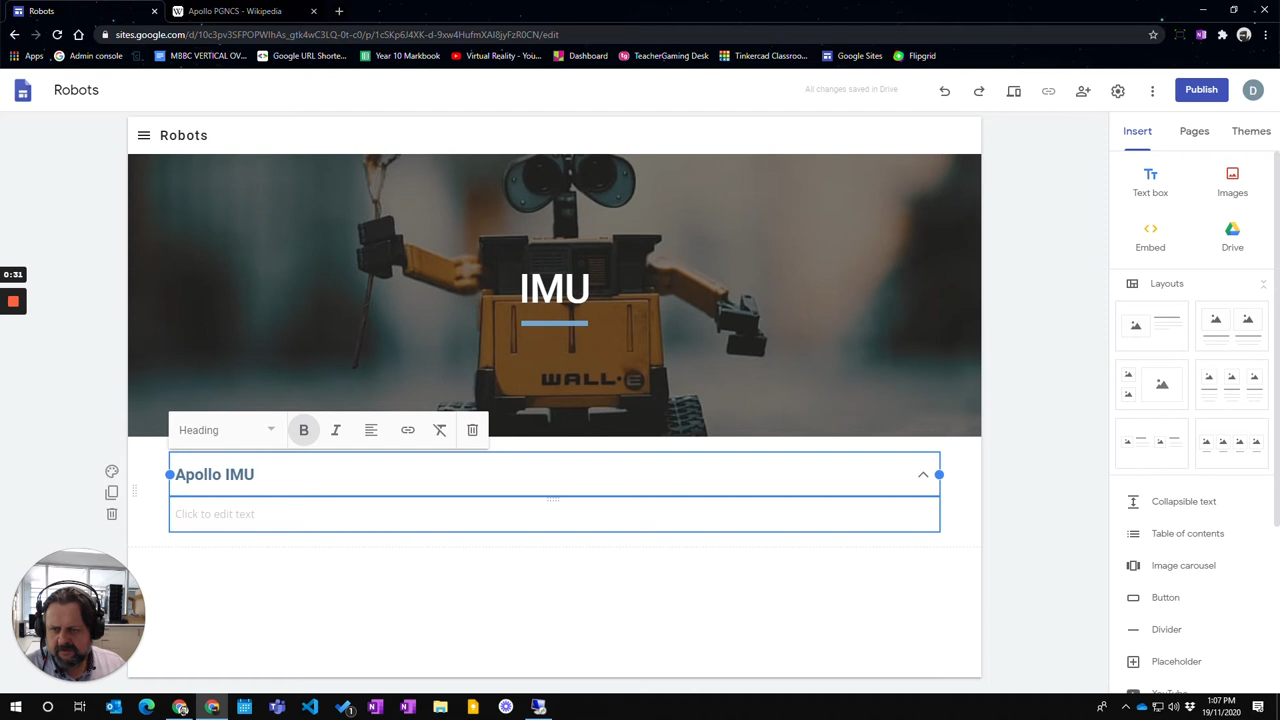 Robots
Apollo PGNCS - Wikipedia
sites.google.com/d/10c3pv3SFPOPWIhAs_gtk4wC3LQ-0t-c0/p/1cSKp6J4XK-d-9xw4HufmXAI8jyFzR0CN/edit
Apps
Admin console
MBBC VERTICAL OV...
Google URL Shorte...
Year 10 Markbook
Virtual Reality - You...
Dashboard
TeacherGaming Desk
Tinkercad Classroo...
Google Sites
Flipgrid
Robots
All changes saved in Drive
Publish
D
Robots
Insert
Pages
Themes
Tt
Text box
Images
Embed
Drive
IMU
0:31
Layouts
WALL·E
Heading
B
I
Apollo IMU
Click to edit text
Collapsible text
Table of contents
Image carousel
Button
Divider
Placeholder
YouTube
1:07 PM
19/11/2020